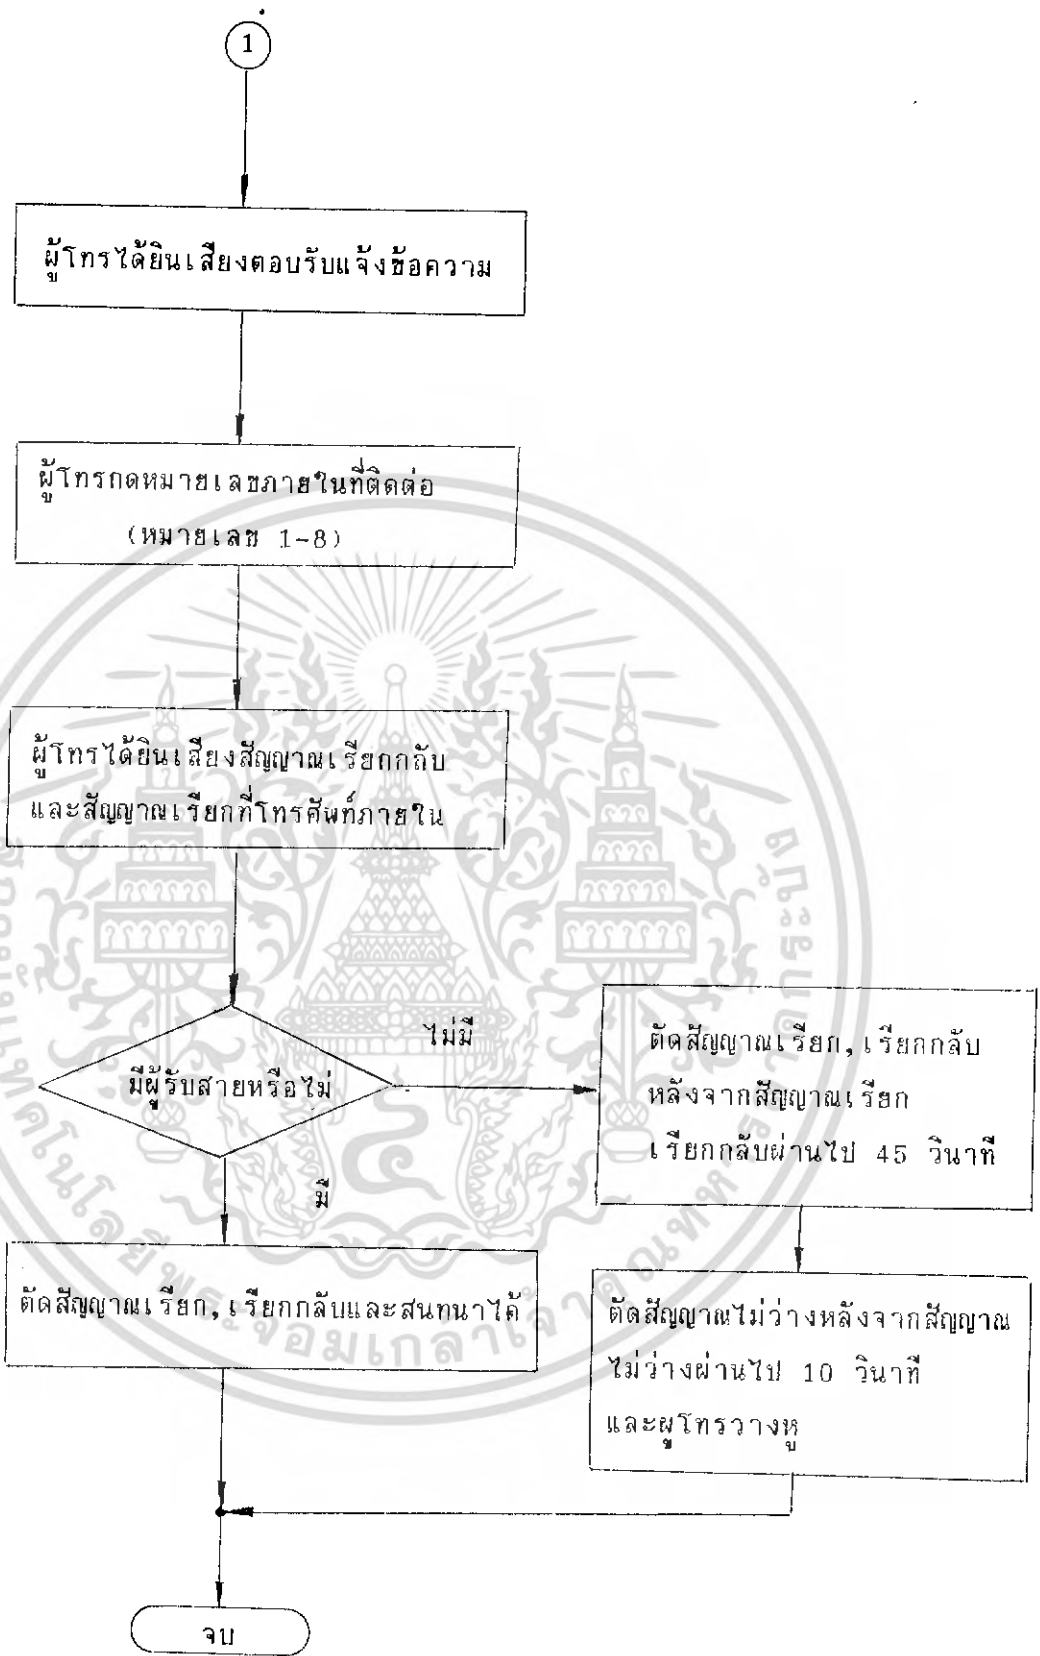 1
ผู้โทรได้ยินเสียงตอบรับแจ้งข้อความ
ผู้โทรกดหมายเลขภายในที่ติดต่อ
(หมายเลข 1-8)
ผู้โทรได้ยินเสียงสัญญาณเรียกกลับ
และสัญญาณเรียกที่โทรศัพท์ภายใน
มีผู้รับสายหรือไม่
ไม่มี
มี
ตัดสัญญาณเรียก,เรียกกลับ
หลังจากสัญญาณเรียก
เรียกกลับผ่านไป 45 วินาที
ตัดสัญญาณเรียก,เรียกกลับและสนทนาได้
ตัดสัญญาณไม่ว่างหลังจากสัญญาณ
ไม่ว่างผ่านไป 10 วินาที
และผู้โทรวางหู
จบ